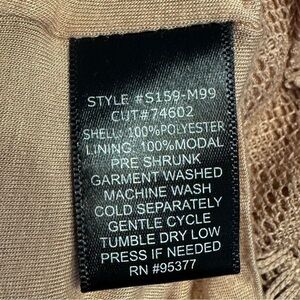 STYLE #S159-M99
CUT#74602
SHELL: 100%POLYESTER
LINING: 100%MODAL
PRE SHRUNK
GARMENT WASHED
MACHINE WASH
COLD SEPARATELY
GENTLE CYCLE
TUMBLE DRY LOW
PRESS IF NEEDED
RN #95377